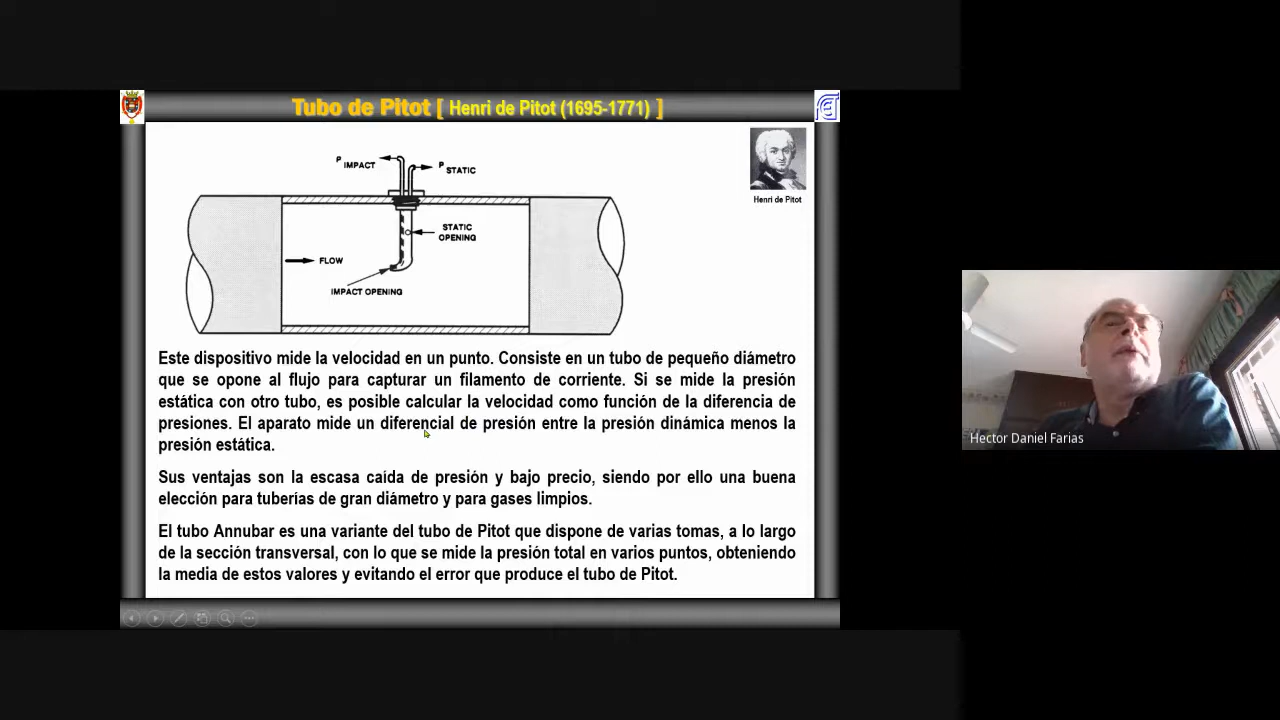 Tubo de Pitot [ Henri de Pitot (1695-1771) ]
P IMPACT
P STATIC
STATIC
OPENING
FLOW
IMPACT OPENING
Henri de Pitot
Este dispositivo mide la velocidad en un punto. Consiste en un tubo de pequeño diámetro
que se opone al flujo para capturar un filamento de corriente. Si se mide la presión
estática con otro tubo, es posible calcular la velocidad como función de la diferencia de
presiones. El aparato mide un diferencial de presión entre la presión dinámica menos la
presión estática.
Sus ventajas son la escasa caída de presión y bajo precio, siendo por ello una buena
elección para tuberías de gran diámetro y para gases limpios.
El tubo Annubar es una variante del tubo de Pitot que dispone de varias tomas, a lo largo
de la sección transversal, con lo que se mide la presión total en varios puntos, obteniendo
la media de estos valores y evitando el error que produce el tubo de Pitot.
Hector Daniel Farias